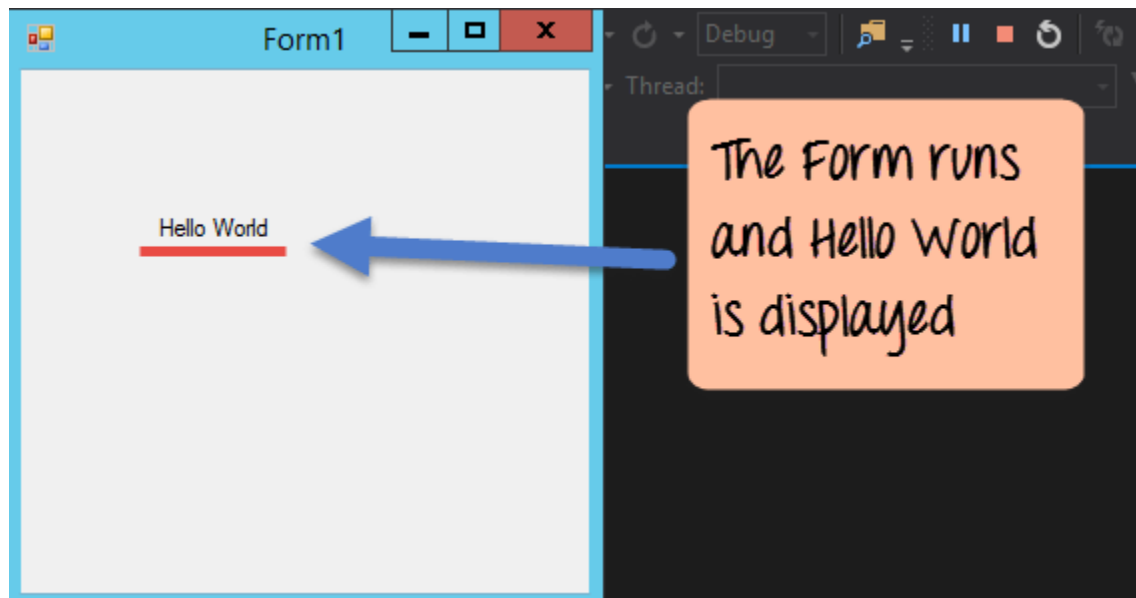 Form1
Debug
Thread:
Hello World
The Form runs
and Hello World
is displayed